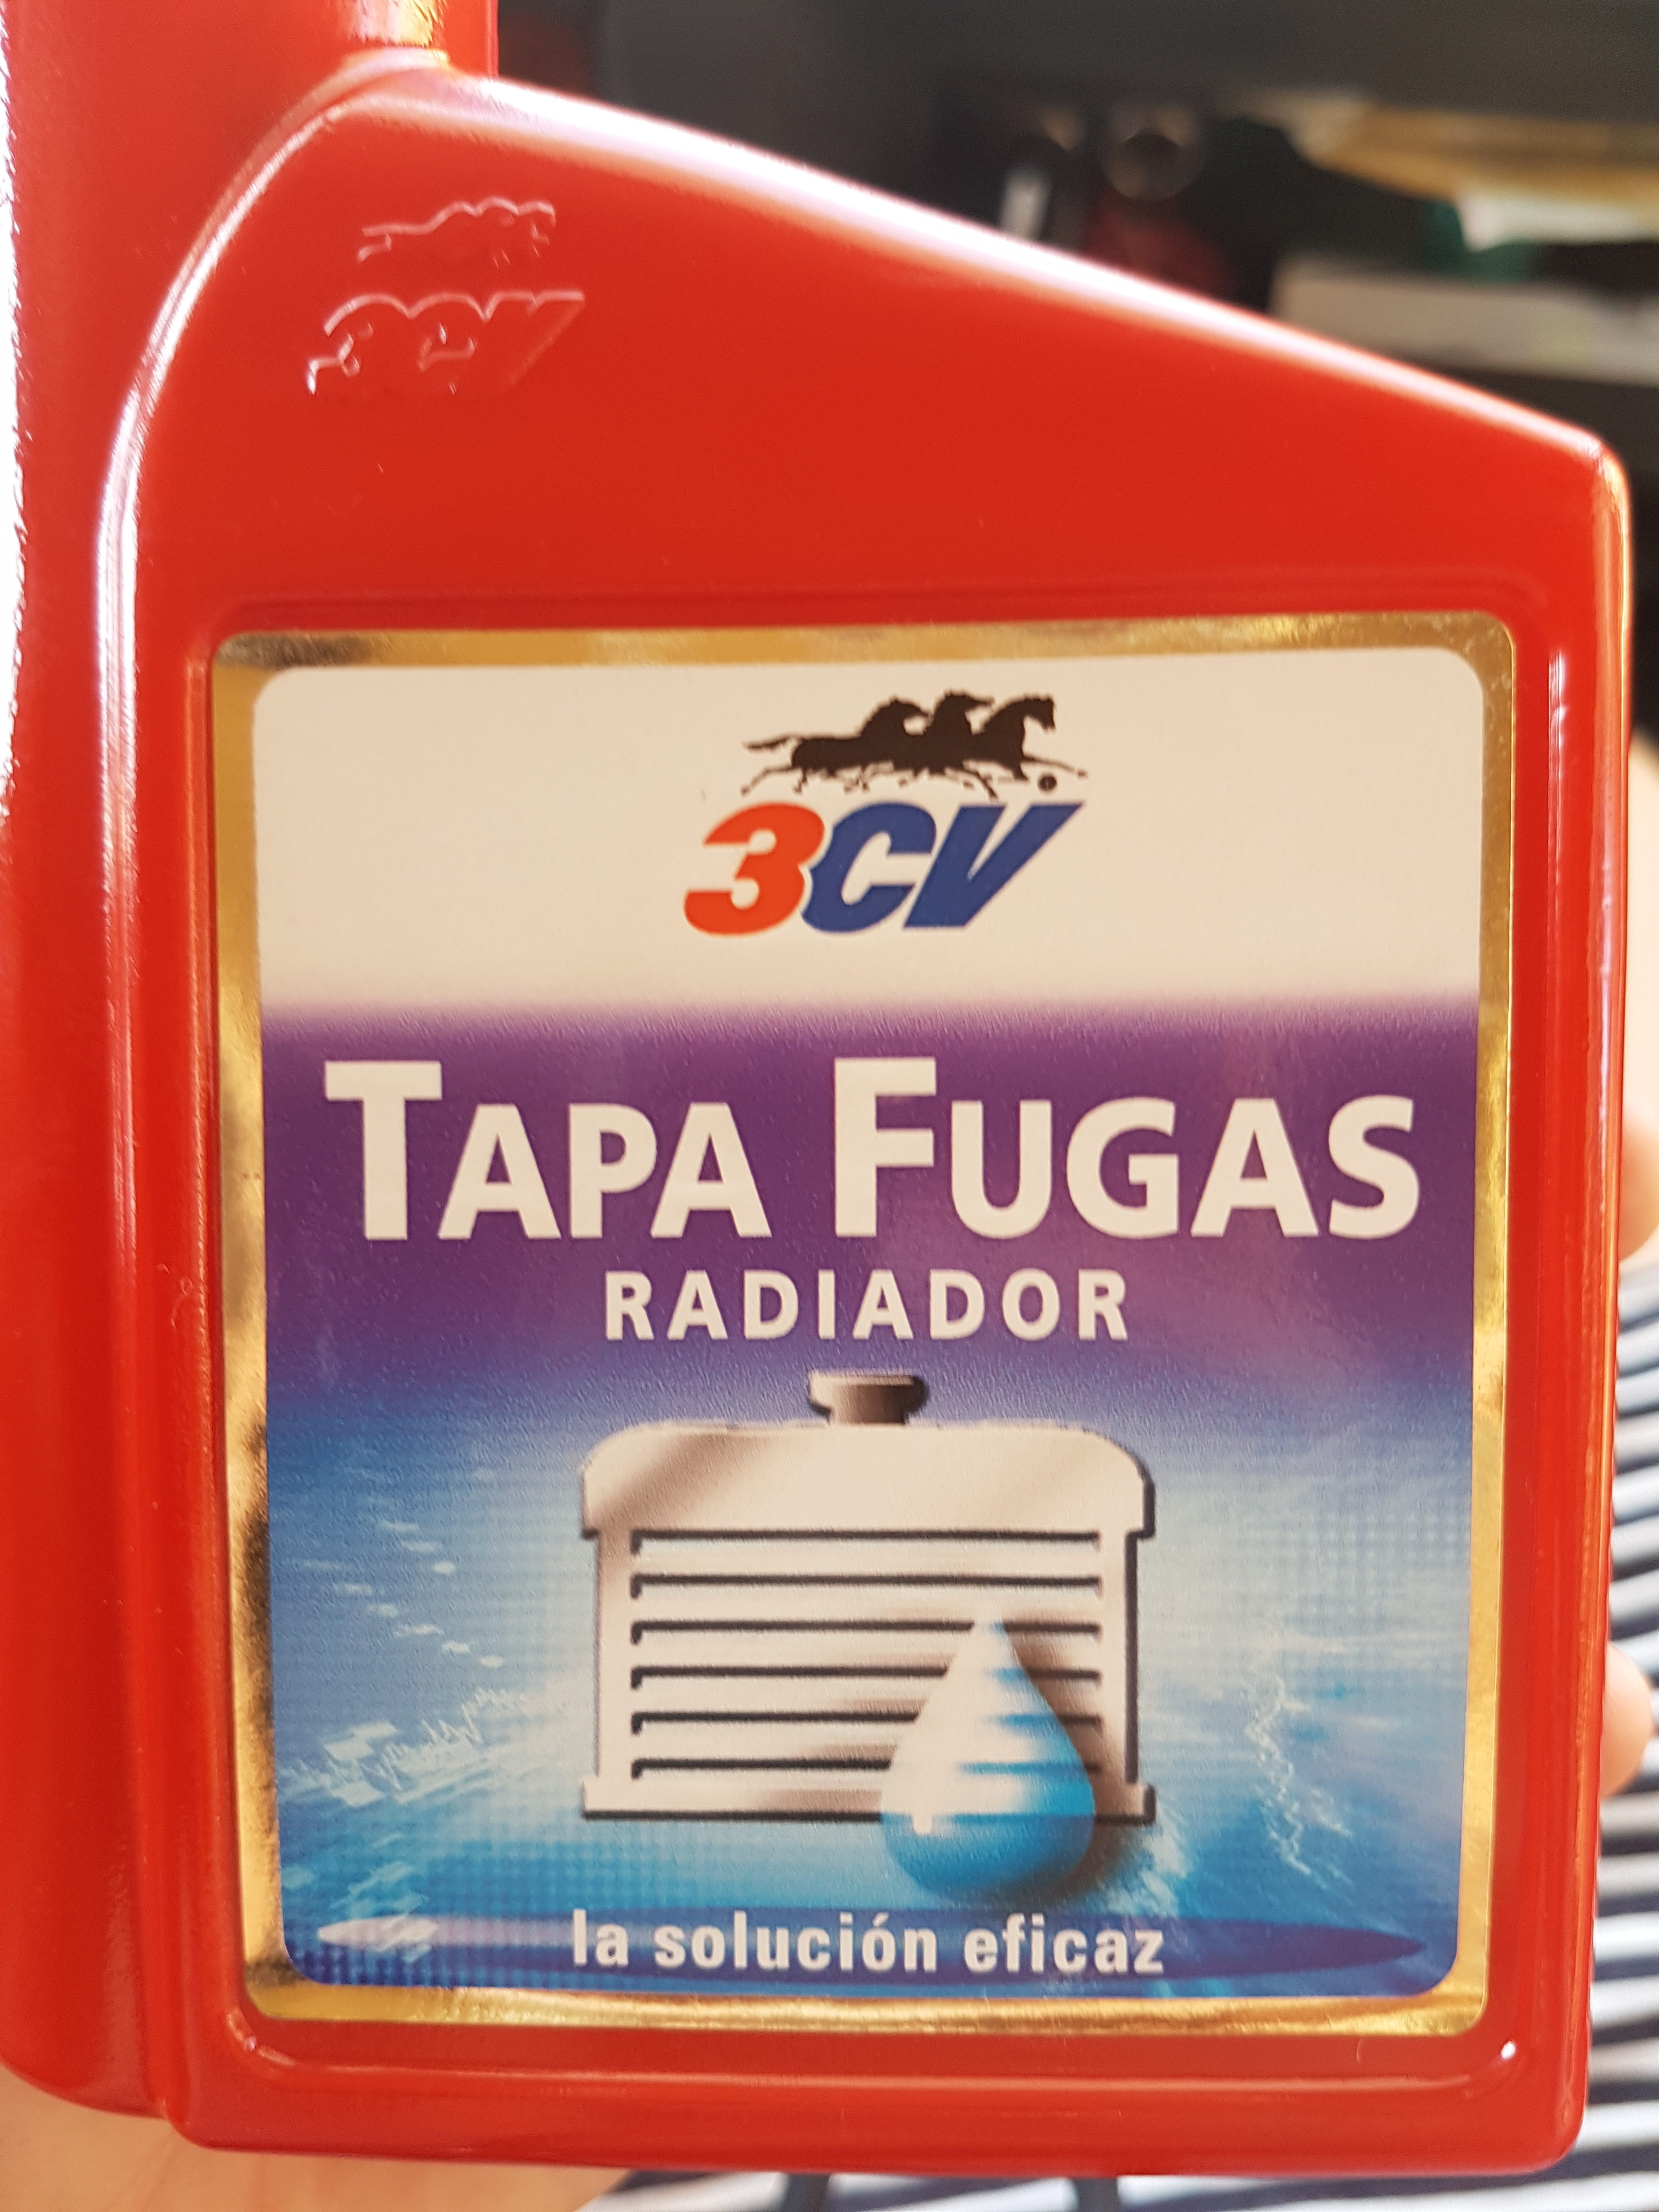 3CV
3CV
TAPA FUGAS
RADIADOR
la solución eficaz